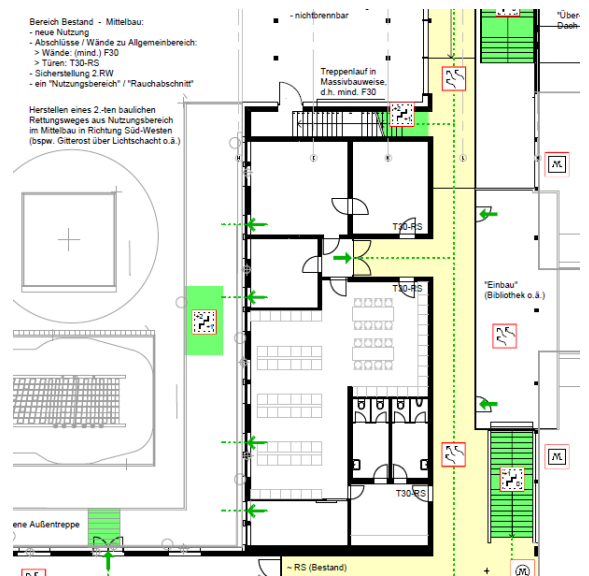 Bereich Bestand - Mittelbau:
- neue Nutzung
- Abschlüsse / Wände zu Allgemeinbereich:
> Wände: (mind.) F30
> Türen: T30-RS
- Sicherstellung 2.RW
- ein "Nutzungsbereich" / "Rauchabschnitt"
Herstellen eines 2.-ten baulichen
Rettungsweges aus Nutzungsbereich
im Mittelbau in Richtung Süd-Westen
(bspw. Gitterost über Lichtschacht o.ä.)
- nichtbrennbar
Treppenlauf in
Massivbauweise,
d.h. mind. F30
"Über
Dach
T30-RS
T30-RS
"Einbau"
(Bibliothek o.ä.)
T30-RS
ene Außentreppe
~ RS (Bestand)